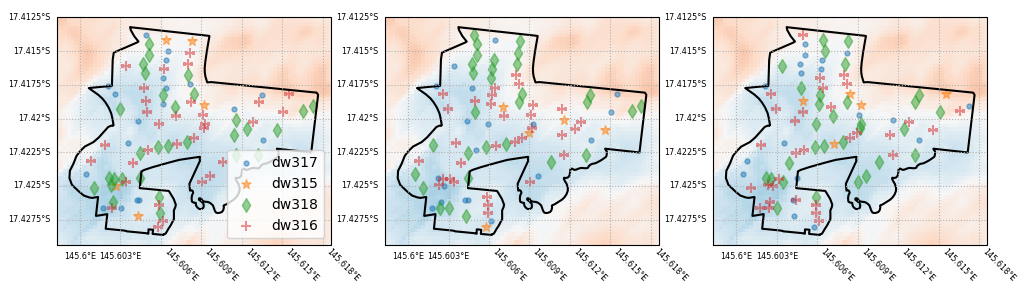 17.4125°S 17.4125°S 17.4125°S
17.415°S 17.415°S 17.415°S
17.4175°S 17.4175°S 17.4175°S
17.42°S 17.42°S 17.42°S
17.4225°S 17.4225°S 17.4225°S
17.425°S 17.425°S 17.425°S
17.4275°S 17.4275°S 17.4275°S
dw317
dw315
dw318
dw316
145.6°E 145.603°E 145.606°E 145.609°E 145.612°E 145.615°E 145.618°E
145.6°E 145.603°E 145.606°E 145.609°E 145.612°E 145.615°E 145.618°E
145.6°E 145.603°E 145.606°E 145.609°E 145.612°E 145.615°E 145.618°E